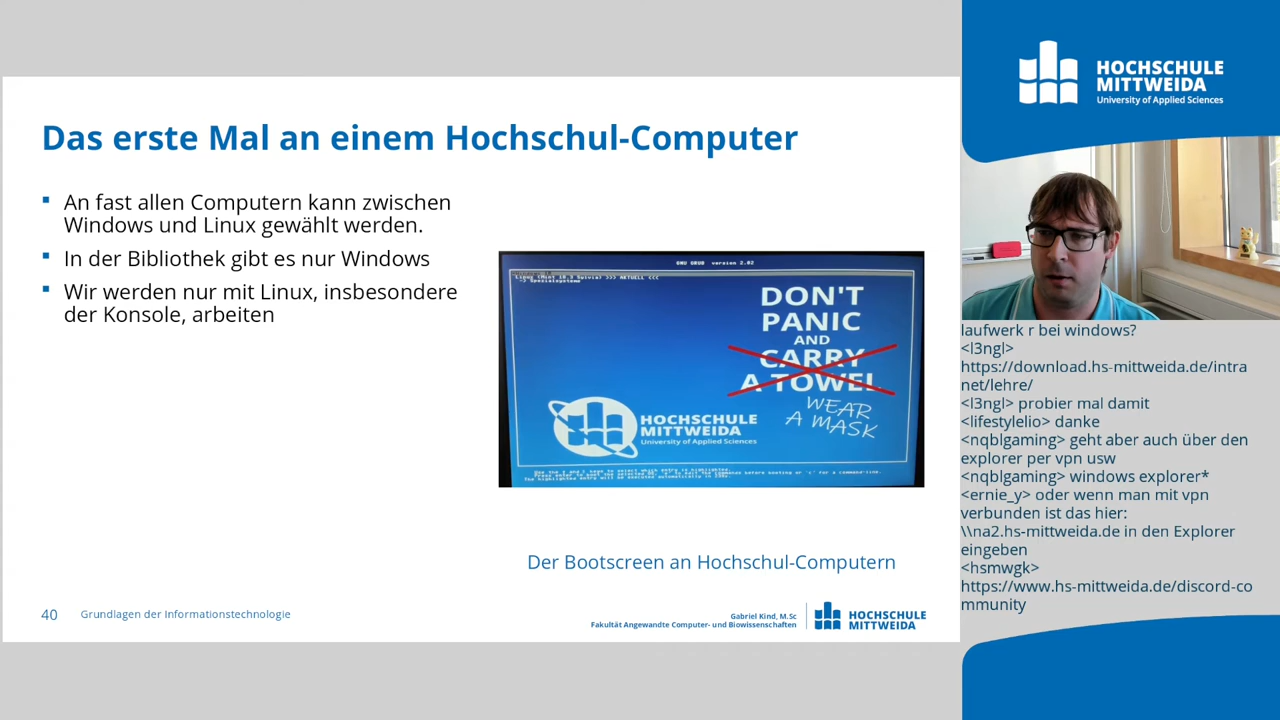 Das erste Mal an einem Hochschul-Computer
An fast allen Computern kann zwischen
Windows und Linux gewählt werden.
In der Bibliothek gibt es nur Windows
Wir werden nur mit Linux, insbesondere
der Konsole, arbeiten
GNU GRUB version 2.02
DON'T
PANIC
AND
CARRY
A TOWEL
WEAR
A MASK
HOCHSCHULE
MITTWEIDA
University of Applied Sciences
Der Bootscreen an Hochschul-Computern
40
Grundlagen der Informationstechnologie
Gabriel Kind, M.Sc
Fakultät Angewandte Computer- und Biowissenschaften
HOCHSCHULE
MITTWEIDA
HOCHSCHULE
MITTWEIDA
University of Applied Sciences
laufwerk r bei windows?
<l3ngl>
https://download.hs-mittweida.de/intra
net/lehre/
<l3ngl> probier mal damit
<lifestylelio> danke
<nqblgaming> geht aber auch über den
explorer per vpn usw
<nqblgaming> windows explorer*
<ernie_y> oder wenn man mit vpn
verbunden ist das hier:
\\na2.hs-mittweida.de in den Explorer
eingeben
<hsmwgk>
https://www.hs-mittweida.de/discord-co
mmunity